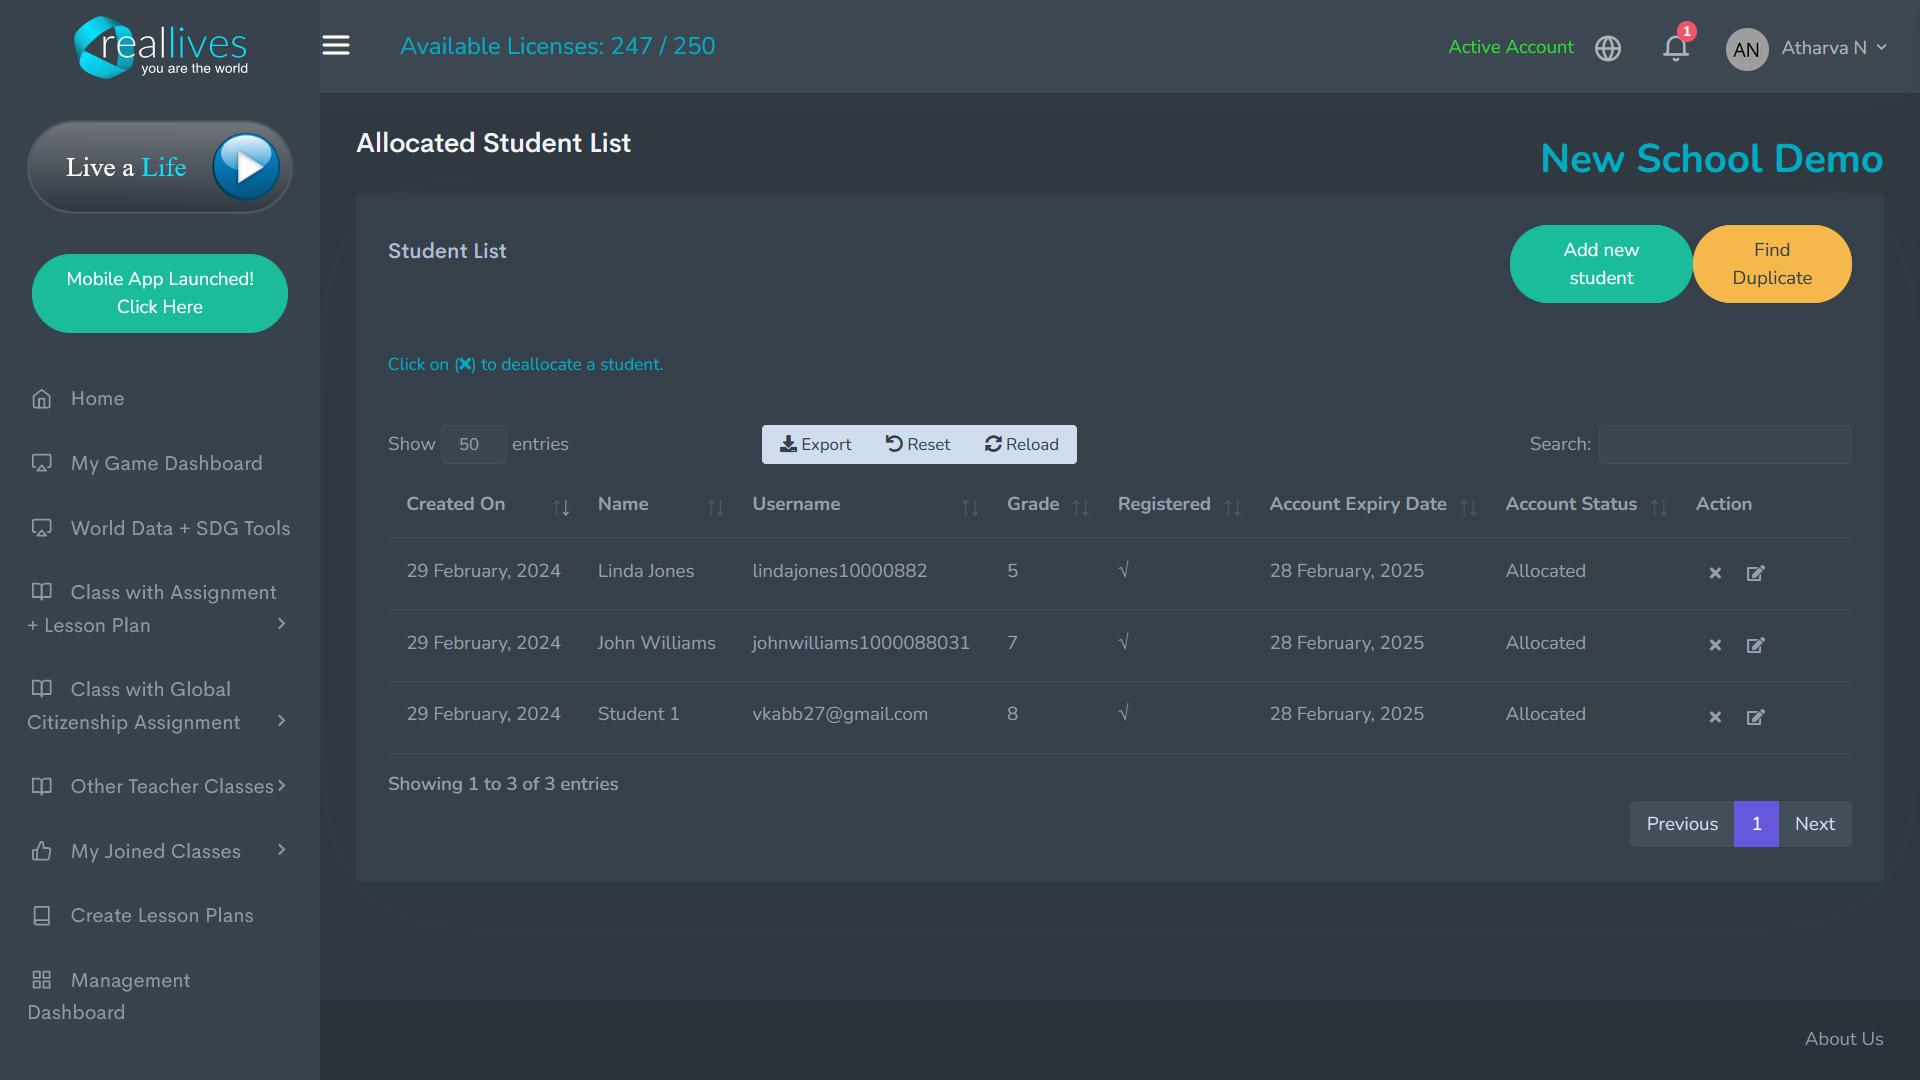 reallives
you are the world
Available Licenses: 247 / 250
Active Account
1
AN
Atharva N
Live a Life
Mobile App Launched!
Click Here
Home
My Game Dashboard
World Data + SDG Tools
Class with Assignment
+ Lesson Plan
Class with Global
Citizenship Assignment
Other Teacher Classes
My Joined Classes
Create Lesson Plans
Management
Dashboard
Allocated Student List
New School Demo
Student List
Add new
student
Find
Duplicate
Click on (✖) to deallocate a student.
Show 50 entries
Export Reset Reload
Search:
Created On Name Username Grade Registered Account Expiry Date Account Status Action
29 February, 2024 Linda Jones lindajones10000882 5 √ 28 February, 2025 Allocated
29 February, 2024 John Williams johnwilliams1000088031 7 √ 28 February, 2025 Allocated
29 February, 2024 Student 1 vkabb27@gmail.com 8 √ 28 February, 2025 Allocated
Showing 1 to 3 of 3 entries
Previous 1 Next
About Us